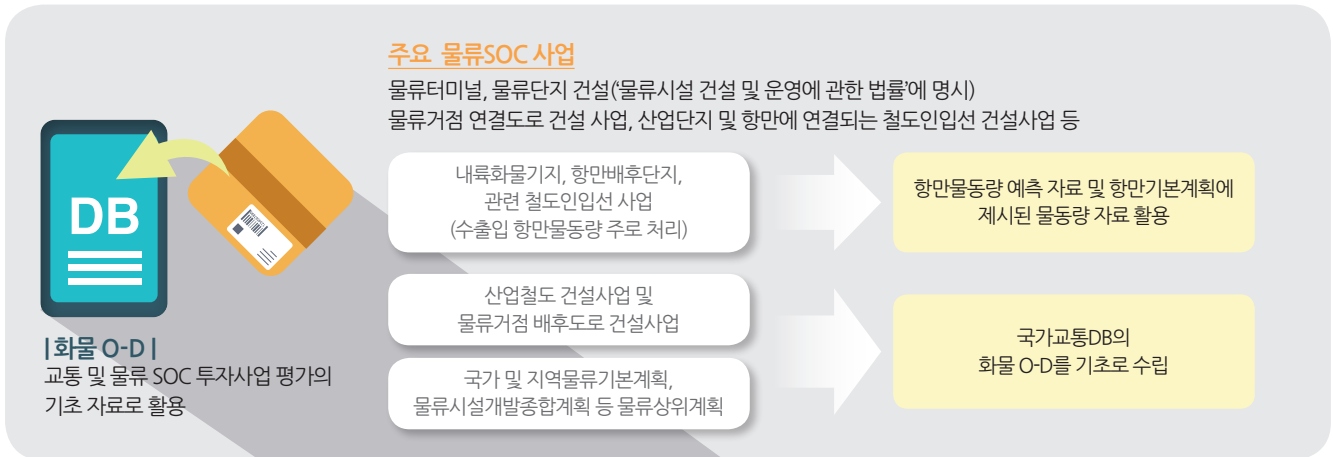 주요 물류SOC 사업
물류터미널, 물류단지 건설(‘물류시설 건설 및 운영에 관한 법률’에 명시)
물류거점 연결도로 건설 사업, 산업단지 및 항만에 연결되는 철도인입선 건설사업 등
DB
|화물 O-D|
교통 및 물류 SOC 투자사업 평가의
기초 자료로 활용
내륙화물기지, 항만배후단지,
관련 철도인입선 사업
(수출입 항만물동량 주로 처리)
항만물동량 예측 자료 및 항만기본계획에
제시된 물동량 자료 활용
산업철도 건설사업 및
물류거점 배후도로 건설사업
국가 및 지역물류기본계획,
물류시설개발종합계획 등 물류상위계획
국가교통DB의
화물 O-D를 기초로 수립